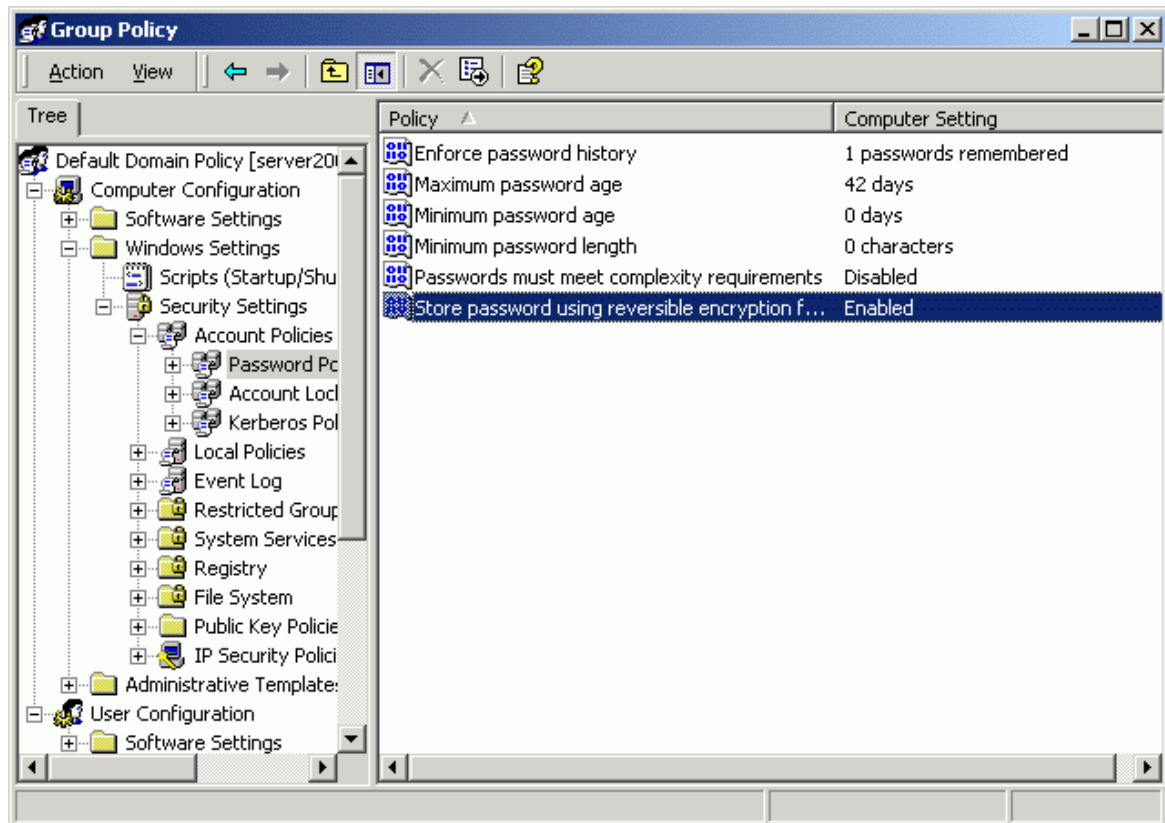 Group Policy
Action View
Tree
Policy Computer Setting
Default Domain Policy [server20
Computer Configuration
Software Settings
Windows Settings
Scripts (Startup/Shu
Security Settings
Account Policies
Password Po
Account Lock
Kerberos Pol
Local Policies
Event Log
Restricted Group
System Services
Registry
File System
Public Key Policie
IP Security Polici
Administrative Template
User Configuration
Software Settings
Enforce password history 1 passwords remembered
Maximum password age 42 days
Minimum password age 0 days
Minimum password length 0 characters
Passwords must meet complexity requirements Disabled
Store password using reversible encryption f... Enabled